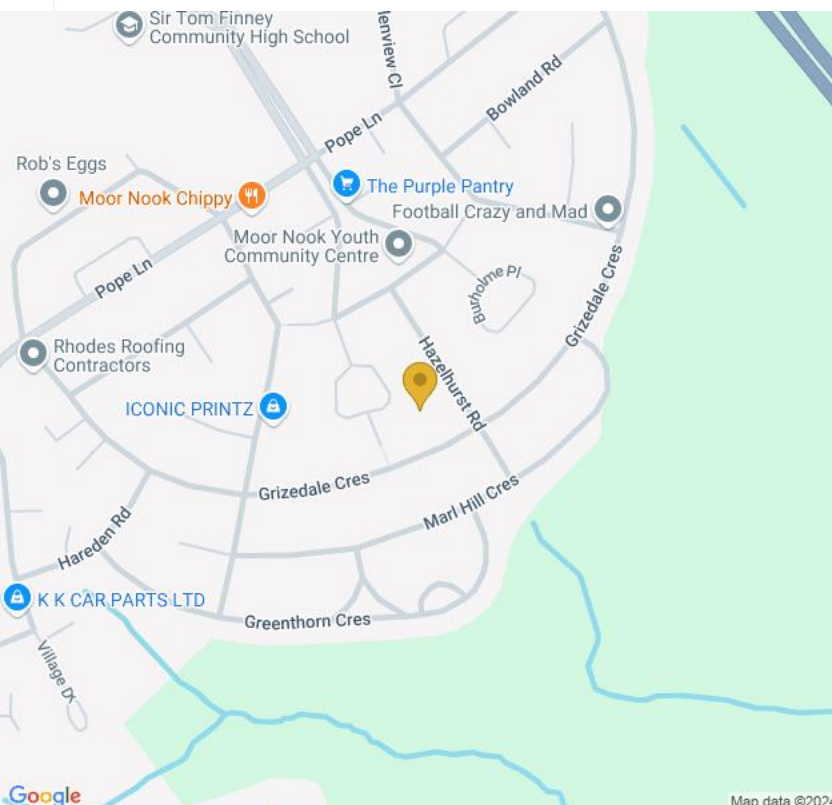 Sir Tom Finney
Community High School
lenview Cl
Bowland Rd
Pope Ln
Rob's Eggs
Moor Nook Chippy
The Purple Pantry
Football Crazy and Mad
Moor Nook Youth
Community Centre
Pope Ln
Burholme Pl
Grizedale Cres
Rhodes Roofing
Contractors
Hazelhurst Rd
ICONIC PRINTZ
Grizedale Cres
Marl Hill Cres
Hareden Rd
K K CAR PARTS LTD
Greenthorn Cres
Village D
Google
Map data ©2024